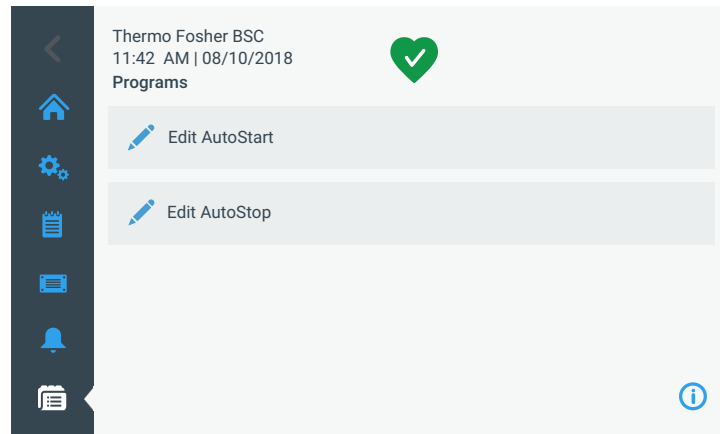 Thermo Fosher BSC
11:42 AM | 08/10/2018
Programs
Edit AutoStart
Edit AutoStop